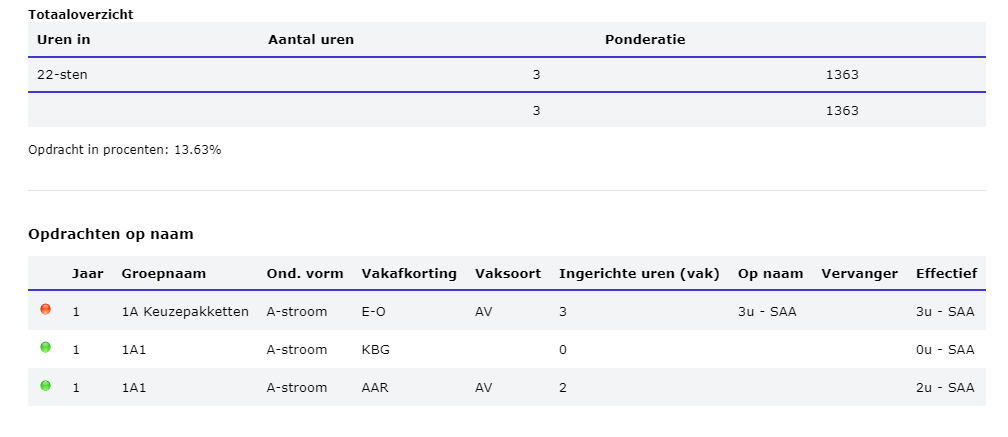 Totaaloverzicht
Uren in Aantal uren Ponderatie
22-sten 3 1363
3 1363
Opdracht in procenten: 13.63%
Opdrachten op naam
Jaar Groepnaam Ond. vorm Vakafkorting Vaksoort Ingerichte uren (vak) Op naam Vervanger Effectief
1 1A Keuzepakketten A-stroom E-O AV 3 3u - SAA 3u - SAA
1 1A1 A-stroom KBG 0 0u - SAA
1 1A1 A-stroom AAR AV 2 2u - SAA